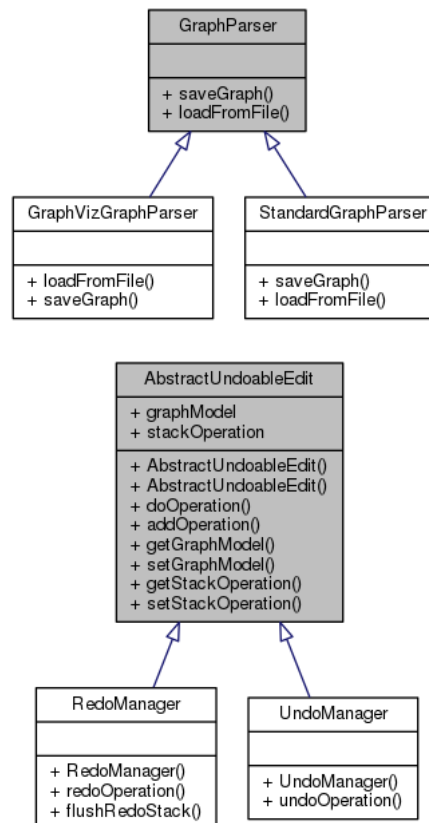 GraphParser
+ saveGraph()
+ loadFromFile()
GraphVizGraphParser
+ loadFromFile()
+ saveGraph()
StandardGraphParser
+ saveGraph()
+ loadFromFile()
AbstractUndoableEdit
+ graphModel
+ stackOperation
+ AbstractUndoableEdit()
+ AbstractUndoableEdit()
+ doOperation()
+ addOperation()
+ getGraphModel()
+ setGraphModel()
+ getStackOperation()
+ setStackOperation()
RedoManager
+ RedoManager()
+ redoOperation()
+ flushRedoStack()
UndoManager
+ UndoManager()
+ undoOperation()